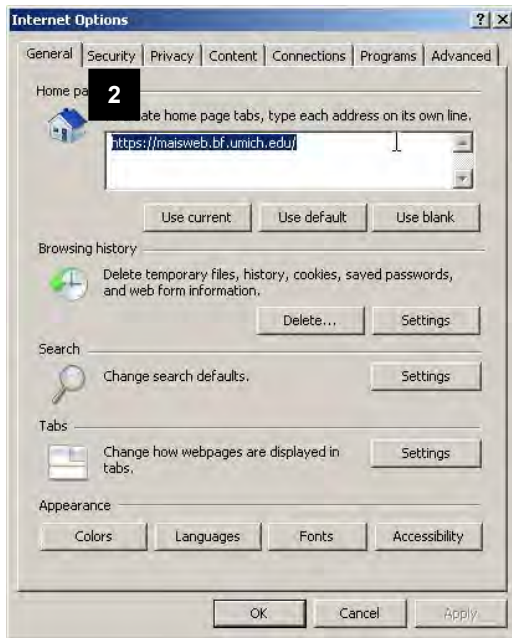 Internet Options
General Security Privacy Content Connections Programs Advanced
Home pa
2
ate home page tabs, type each address on its own line.
https://maisweb.bf.umich.edu/
Use current Use default Use blank
Browsing history
Delete temporary files, history, cookies, saved passwords,
and web form information.
Delete... Settings
Search
Change search defaults. Settings
Tabs
Change how webpages are displayed in
tabs.
Settings
Appearance
Colors Languages Fonts Accessibility
OK Cancel Apply